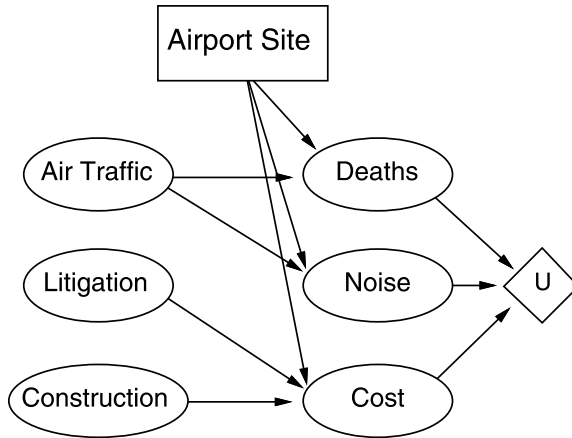 Airport Site
Air Traffic
Deaths
Litigation
Noise
U
Construction
Cost